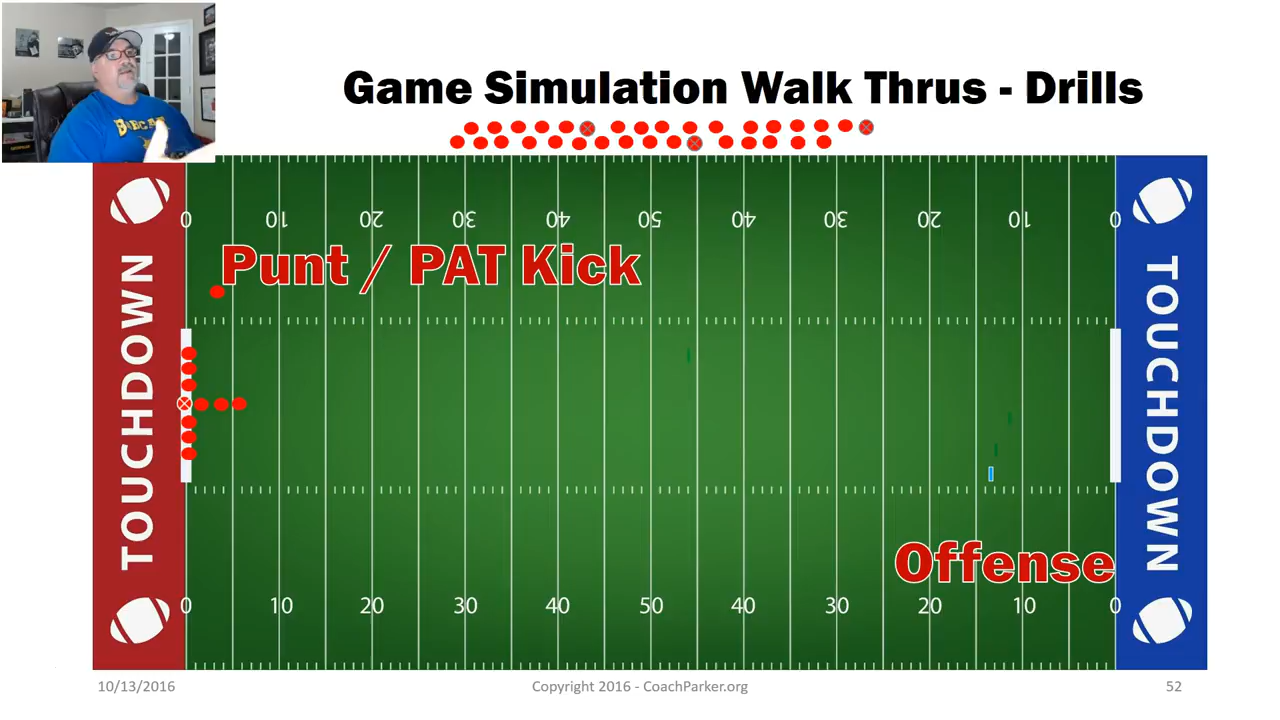 Game Simulation Walk Thrus - Drills
0 10 20 30 40 50 40 30 20 10 0
Punt / PAT Kick
TOUCHDOWN
TOUCHDOWN
Offense
0 10 20 30 40 50 40 30 20 10 0
10/13/2016 Copyright 2016 - CoachParker.org 52